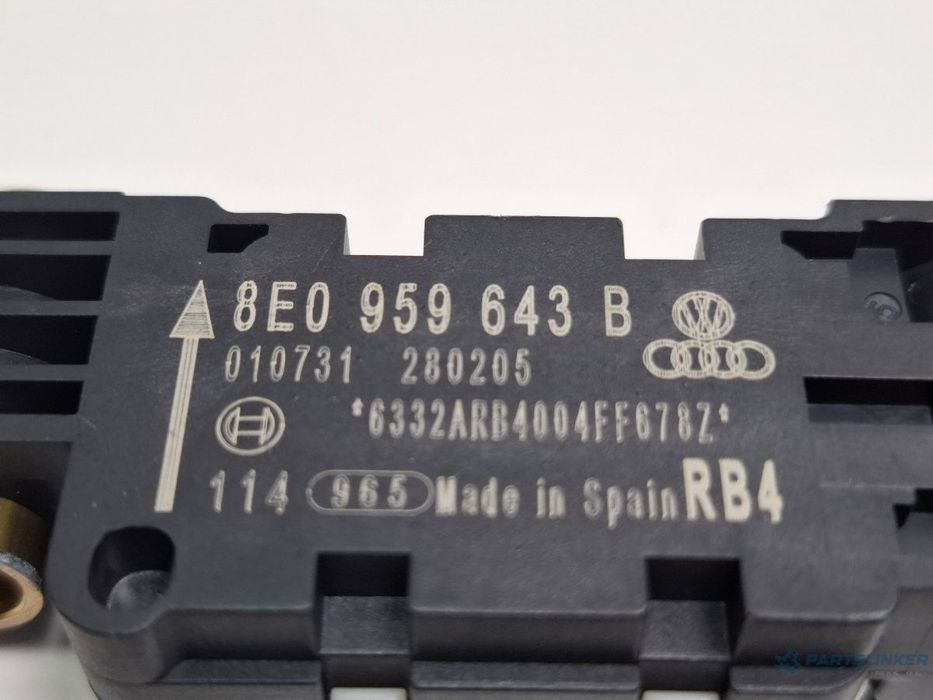 8E0 959 643 B
010731 280205
*6332ARB4004FF678Z*
114 965 Made in Spain RB4
PARTSLINKER